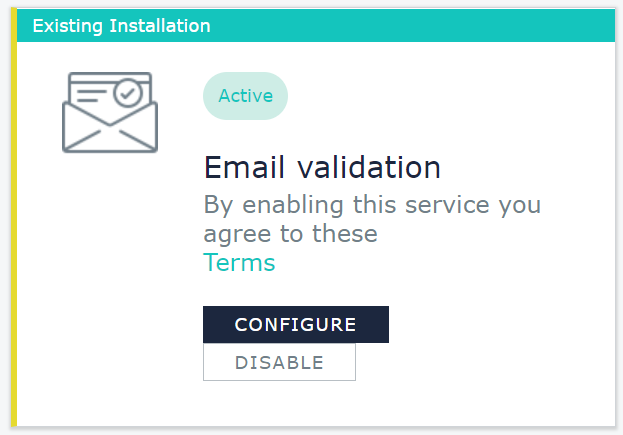 Existing Installation
Active
Email validation
By enabling this service you
agree to these
Terms
CONFIGURE
DISABLE